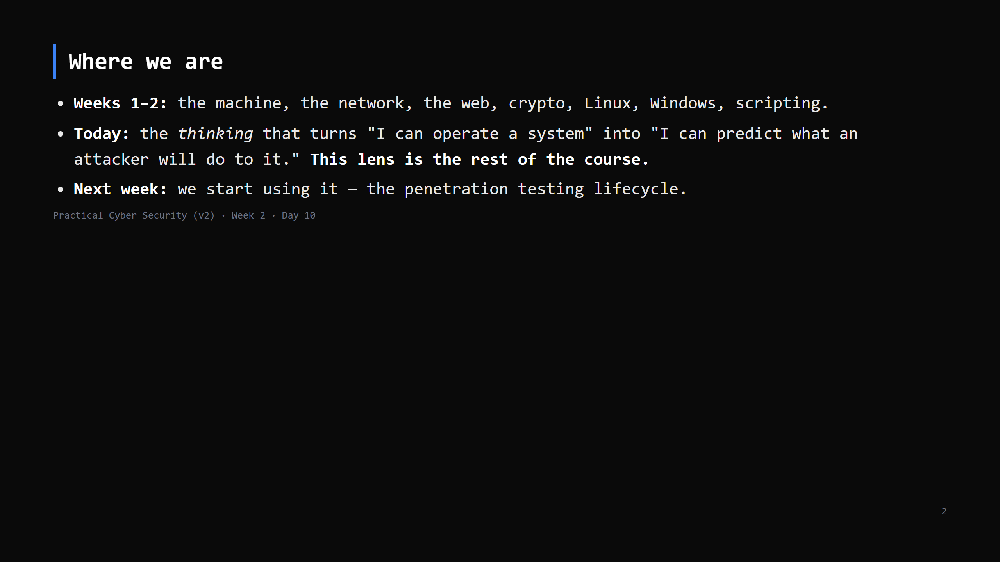 Where we are
• Weeks 1–2: the machine, the network, the web, crypto, Linux, Windows, scripting.
• Today: the thinking that turns "I can operate a system" into "I can predict what an
attacker will do to it." This lens is the rest of the course.
• Next week: we start using it — the penetration testing lifecycle.
Practical Cyber Security (v2) · Week 2 · Day 10
2